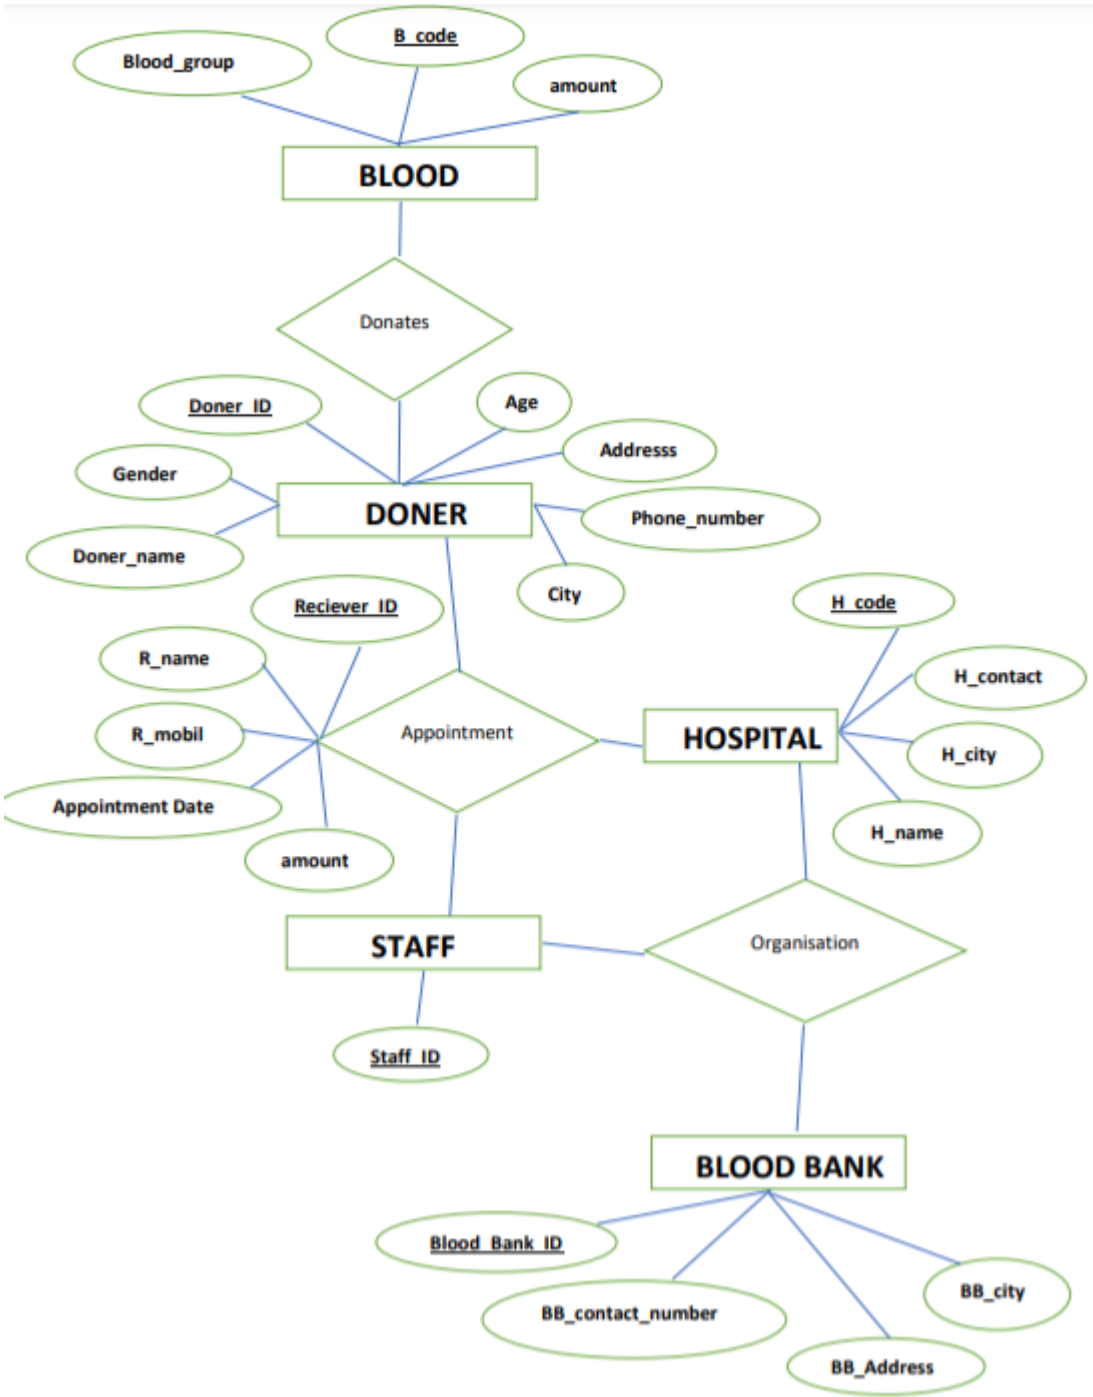 B_code
Blood_group
amount
BLOOD
Donates
Doner_ID
Age
Addresss
Gender
DONER
Phone_number
Doner_name
City
Reciever_ID
H_code
R_name
H_contact
R_mobil
Appointment
HOSPITAL
H_city
Appointment Date
H_name
amount
STAFF
Organisation
Staff_ID
BLOOD BANK
Blood_Bank_ID
BB_city
BB_contact_number
BB_Address